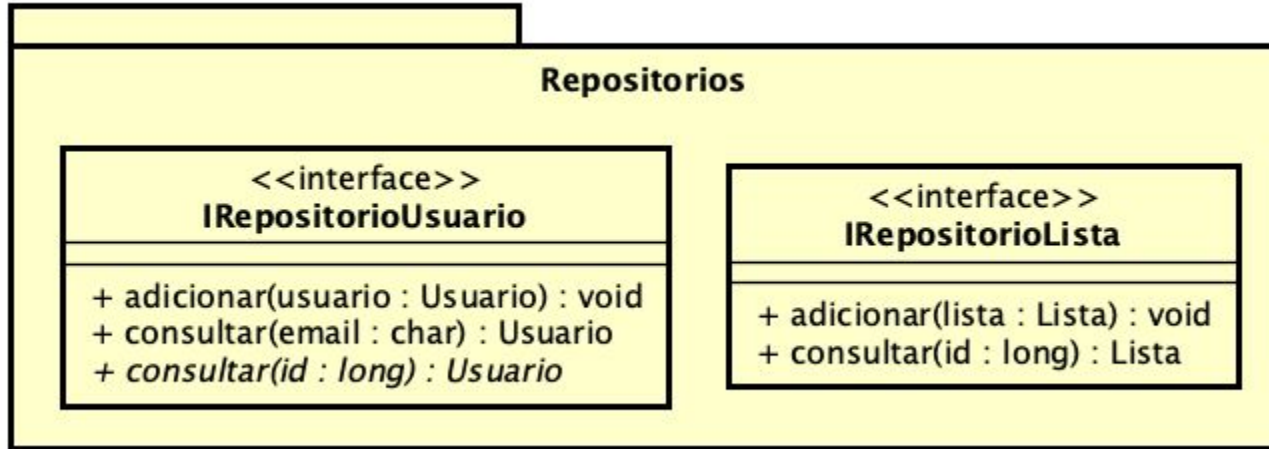 Repositorios
<<interface>>
IRepositorioUsuario
+ adicionar(usuario : Usuario) : void
+ consultar(email : char) : Usuario
+ consultar(id : long) : Usuario
<<interface>>
IRepositorioLista
+ adicionar(lista : Lista) : void
+ consultar(id : long) : Lista